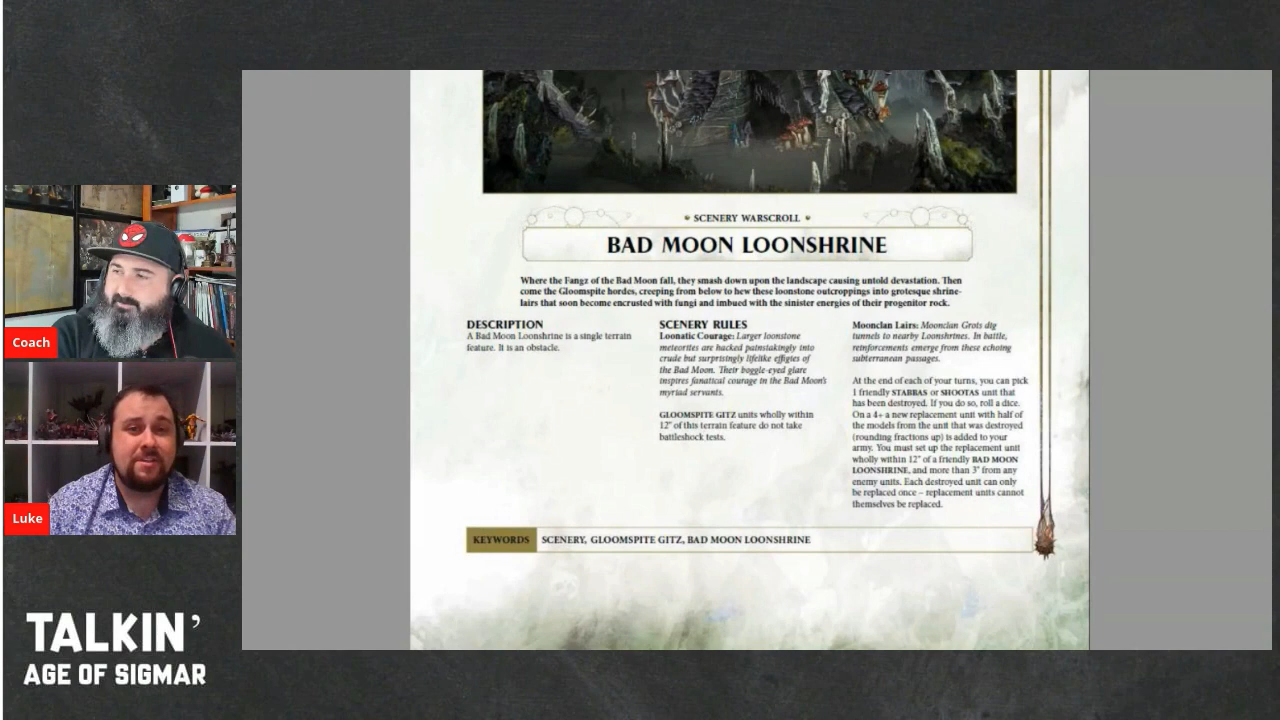 SCENERY WARSCROLL
BAD MOON LOONSHRINE
Where the Fangz of the Bad Moon fall, they smash down upon the landscape causing untold devastation. Then
come the Gloomspite hordes, creeping from below to hew these loonstone outcroppings into grotesque shrine-
lairs that soon become encrusted with fungi and imbued with the sinister energies of their progenitor rock.
DESCRIPTION
A Bad Moon Loonshrine is a single terrain
feature. It is an obstacle.
SCENERY RULES
Loonatic Courage: Larger loonstone
meteorites are hacked painstakingly into
crude but surprisingly lifelike effigies of
the Bad Moon. Their boggle-eyed glare
inspires fanatical courage in the Bad Moon's
myriad servants.
GLOOMSPITE GITZ units wholly within
12" of this terrain feature do not take
battleshock tests.
Moonclan Lairs: Moonclan Grots dig
tunnels to nearby Loonshrines. In battle,
reinforcements emerge from these echoing
subterranean passages.
At the end of each of your turns, you can pick
1 friendly STABBAS or SHOOTAS unit that
has been destroyed. If you do so, roll a dice.
On a 4+ a new replacement unit with half of
the models from the unit that was destroyed
(rounding fractions up) is added to your
army. You must set up the replacement unit
wholly within 12" of a friendly BAD MOON
LOONSHRINE, and more than 3" from any
enemy units. Each destroyed unit can only
be replaced once – replacement units cannot
themselves be replaced.
KEYWORDS SCENERY, GLOOMSPITE GITZ, BAD MOON LOONSHRINE
Coach
Luke
TALKIN'
AGE OF SIGMAR